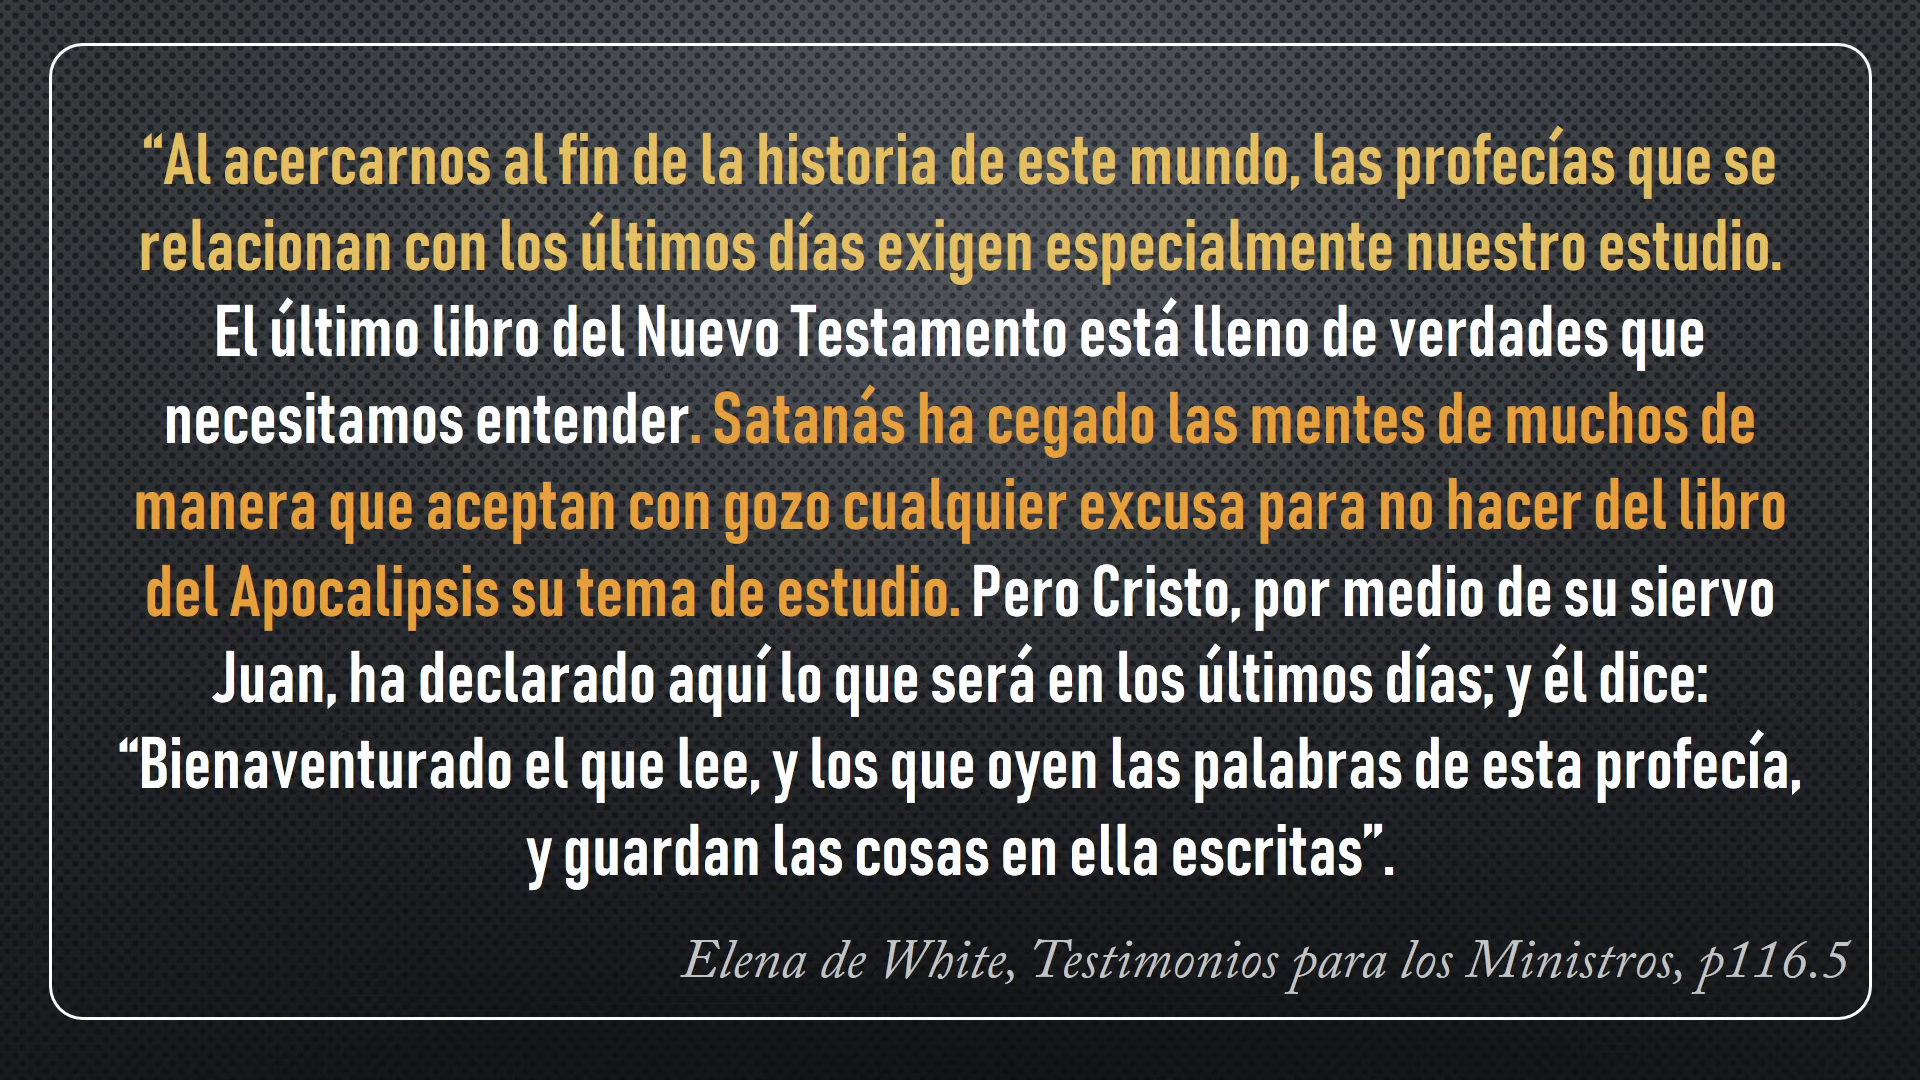 “Al acercarnos al fin de la historia de este mundo, las profecías que se
relacionan con los últimos días exigen especialmente nuestro estudio.
El último libro del Nuevo Testamento está lleno de verdades que
necesitamos entender. Satanás ha cegado las mentes de muchos de
manera que aceptan con gozo cualquier excusa para no hacer del libro
del Apocalipsis su tema de estudio. Pero Cristo, por medio de su siervo
Juan, ha declarado aquí lo que será en los últimos días; y él dice:
“Bienaventurado el que lee, y los que oyen las palabras de esta profecía,
y guardan las cosas en ella escritas”.
Elena de White, Testimonios para los Ministros, p116.5